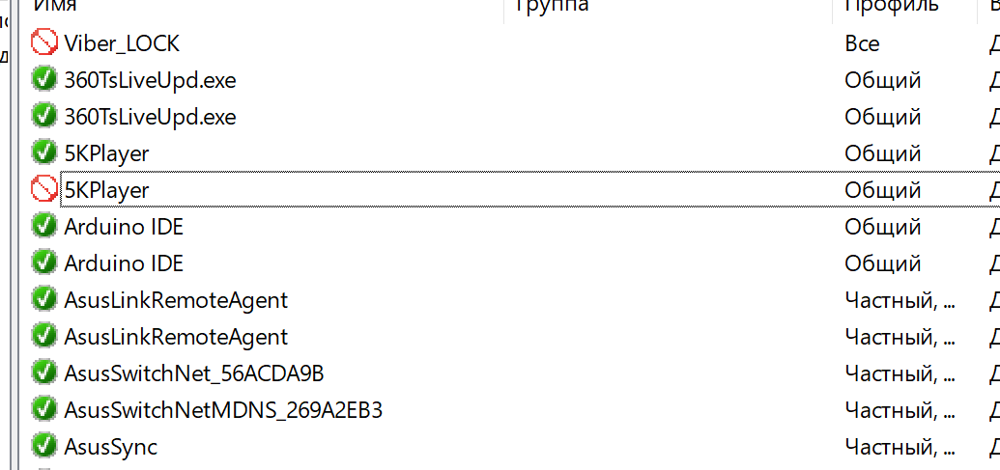 Имя Группа Профиль
Viber_LOCK Все
360TsLiveUpd.exe Общий
360TsLiveUpd.exe Общий
5KPlayer Общий
5KPlayer Общий
Arduino IDE Общий
Arduino IDE Общий
AsusLinkRemoteAgent Частный, ...
AsusLinkRemoteAgent Частный, ...
AsusSwitchNet_56ACDA9B Частный, ...
AsusSwitchNetMDNS_269A2EB3 Частный, ...
AsusSync Частный, ...